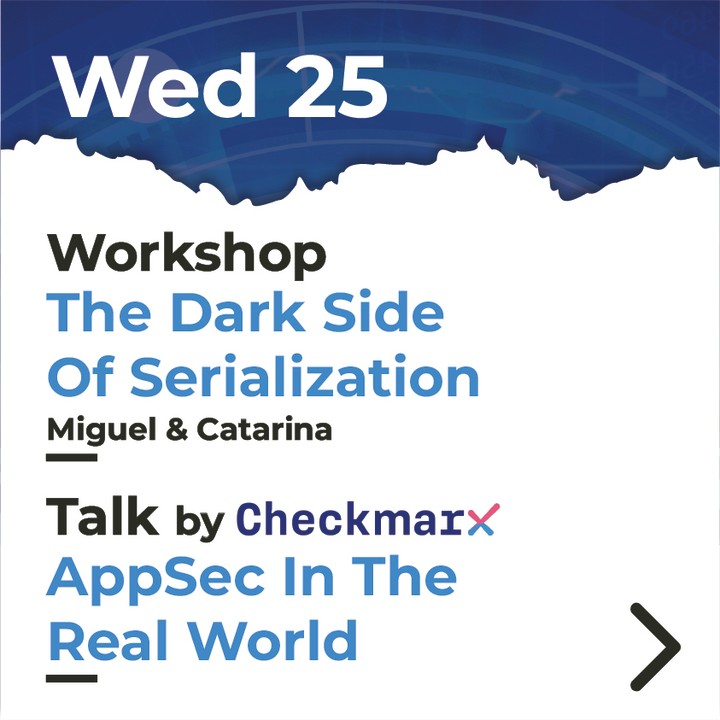 Wed 25
Workshop
The Dark Side
Of Serialization
Miguel & Catarina
Talk by Checkmarx
AppSec In The
Real World